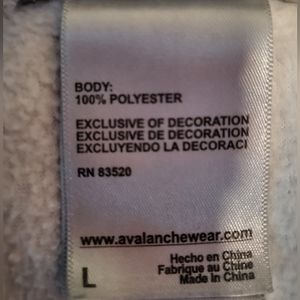 BODY:
100% POLYESTER
EXCLUSIVE OF DECORATION
EXCLUSIVE DE DECORATION
EXCLUYENDO LA DECORACI
RN 83520
www.avalanchewear.com
Hecho en China
Fabrique au Chine
Made in China
L